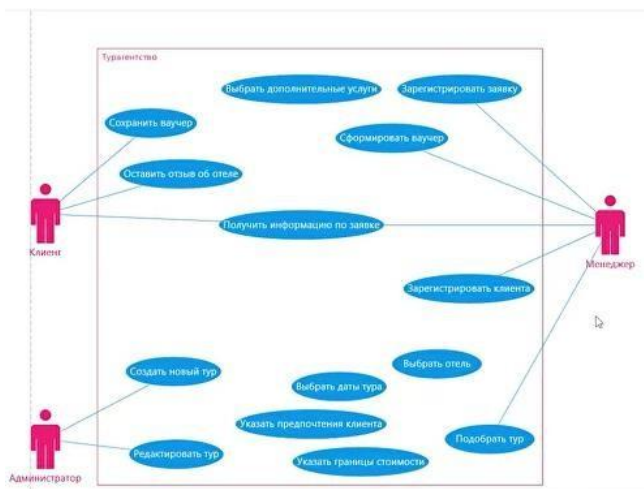 Турагентство
Выбрать дополнительные услуги
Зарегистрировать заявку
Сохранить ваучер
Сформировать ваучер
Оставить отзыв об отеле
Получить информацию по заявке
Клиент
Менеджер
Зарегистрировать клиента
Выбрать отель
Создать новый тур
Выбрать даты тура
Указать предпочтения клиента
Подобрать тур
Редактировать тур
Указать границы стоимости
Администратор